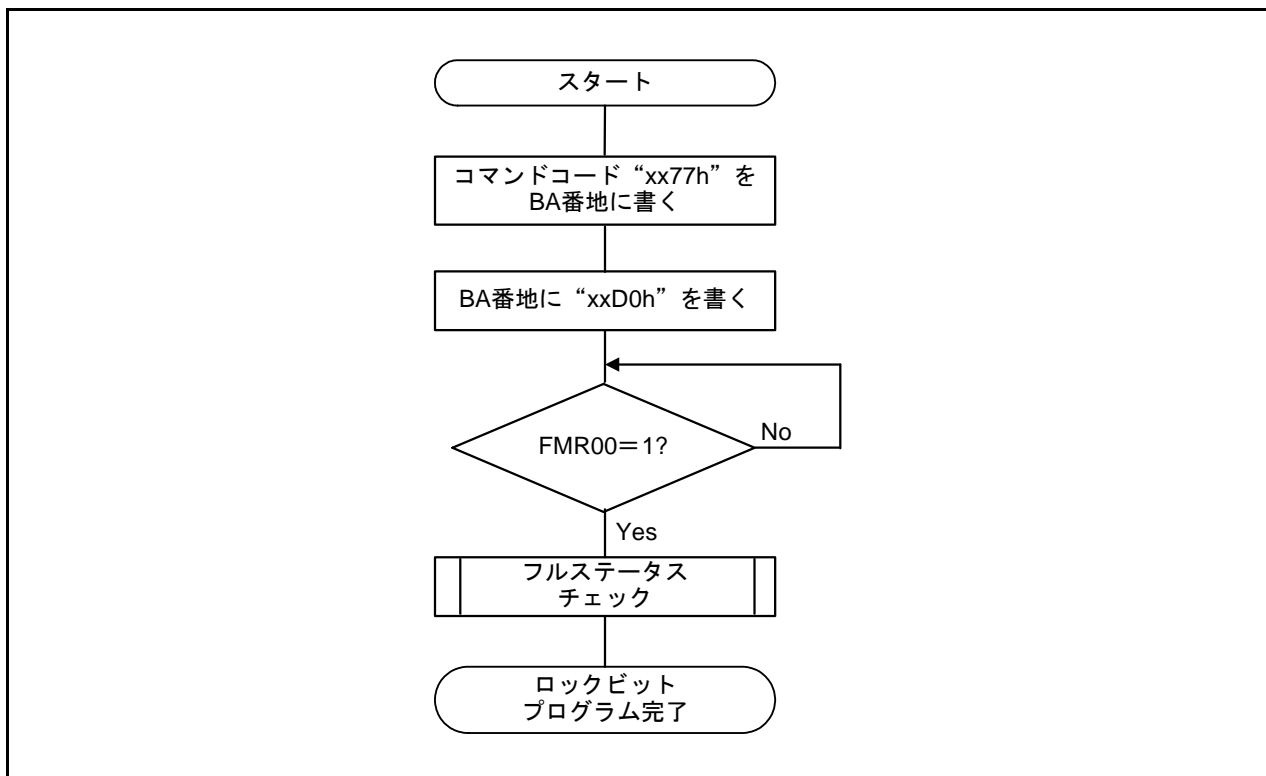 スタート
コマンドコード“xx77h”を
BA番地に書く
BA番地に“xxD0h”を書く
FMR00＝1?
No
Yes
フルステータス
チェック
ロックビット
プログラム完了